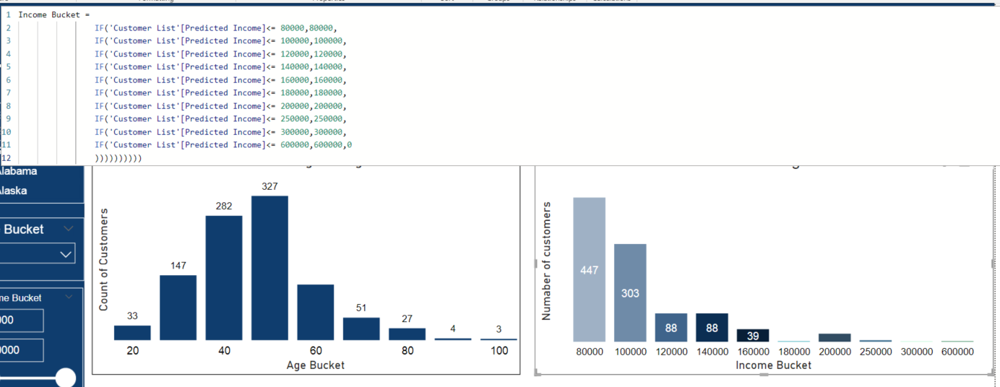 1 Income Bucket =
2 IF('Customer List'[Predicted Income]<= 80000,80000,
3 IF('Customer List'[Predicted Income]<= 100000,100000,
4 IF('Customer List'[Predicted Income]<= 120000,120000,
5 IF('Customer List'[Predicted Income]<= 140000,140000,
6 IF('Customer List'[Predicted Income]<= 160000,160000,
7 IF('Customer List'[Predicted Income]<= 180000,180000,
8 IF('Customer List'[Predicted Income]<= 200000,200000,
9 IF('Customer List'[Predicted Income]<= 250000,250000,
10 IF('Customer List'[Predicted Income]<= 300000,300000,
11 IF('Customer List'[Predicted Income]<= 600000,600000,0
12 ))))))))))
Alabama
Alaska
Bucket
me Bucket
000
0000
Count of Customers
33
147
282
327
51
27
4
3
20 40 60 80 100
Age Bucket
Numaber of customers
447
303
88
88
39
80000 100000 120000 140000 160000 180000 200000 250000 300000 600000
Income Bucket